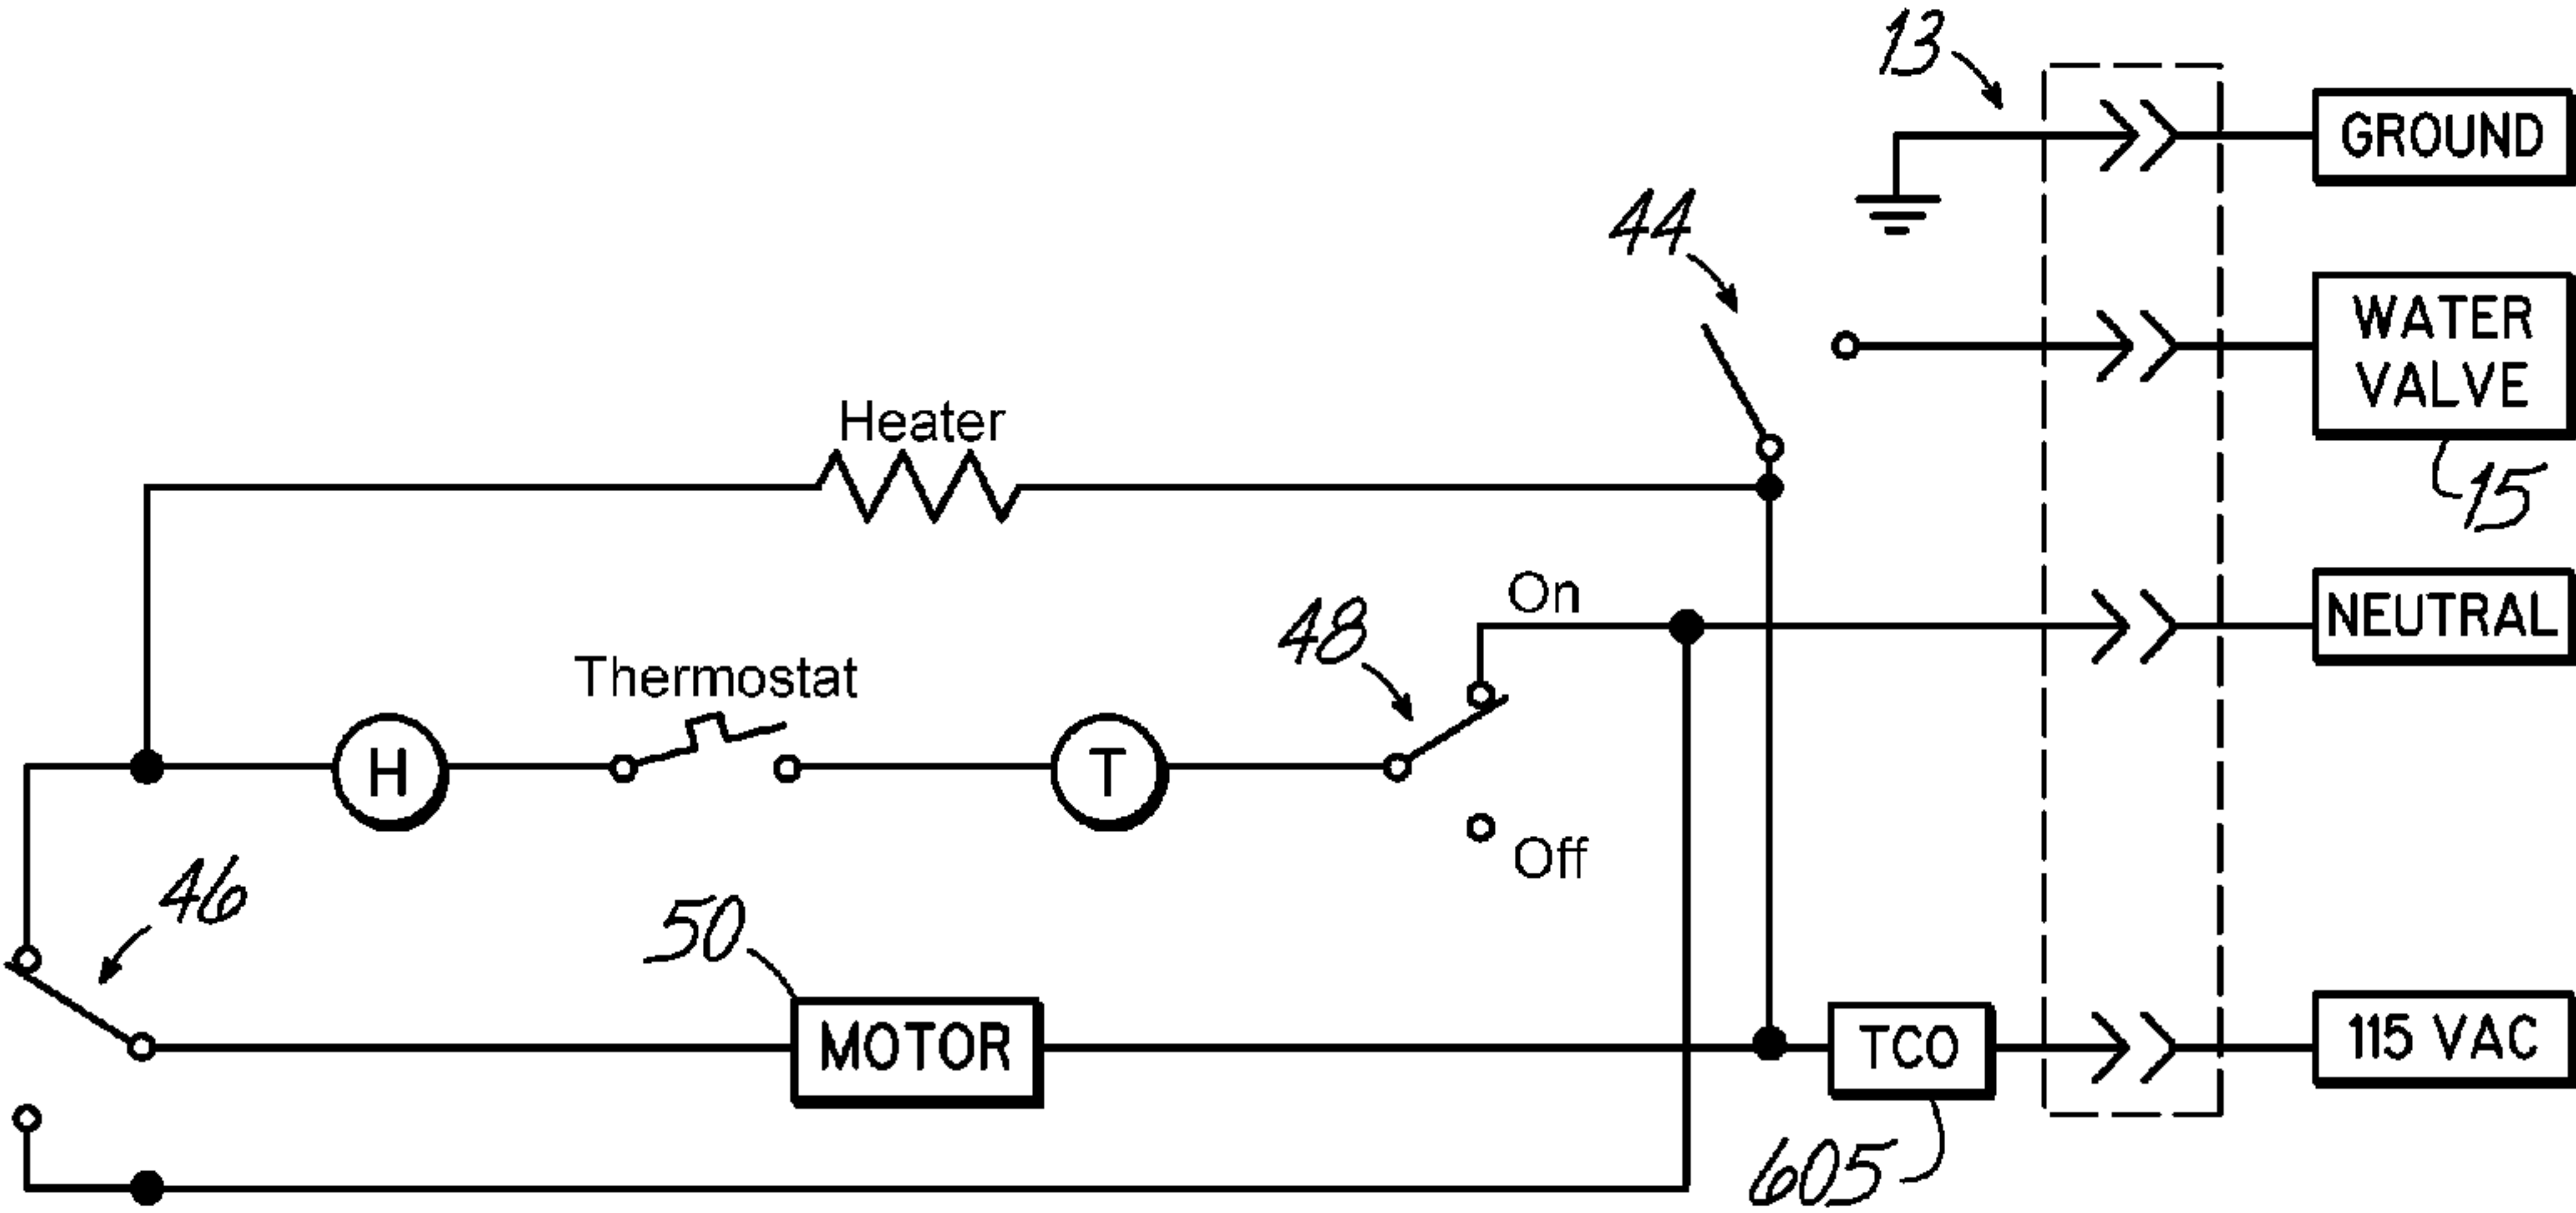 13
GROUND
44
WATER
VALVE
15
Heater
On
NEUTRAL
48
Thermostat
H
T
Off
46
50
MOTOR
TCO
115 VAC
605